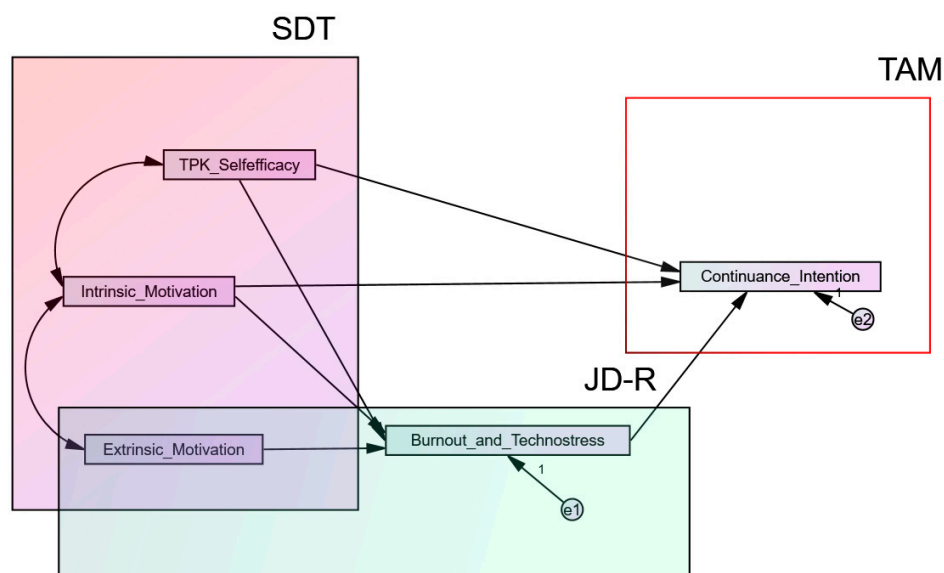 SDT
TAM
TPK_Selfefficacy
Intrinsic_Motivation
Continuance_Intention
1
e2
JD-R
Extrinsic_Motivation
Burnout_and_Technostress
1
e1